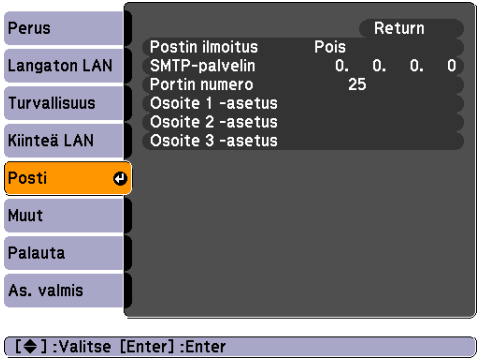 Perus
Langaton LAN
Turvallisuus
Kiinteä LAN
Posti
Muut
Palauta
As. valmis
Return
Postin ilmoitus Pois
SMTP-palvelin 0. 0. 0. 0
Portin numero 25
Osoite 1 -asetus
Osoite 2 -asetus
Osoite 3 -asetus
[◆] :Valitse [Enter] :Enter